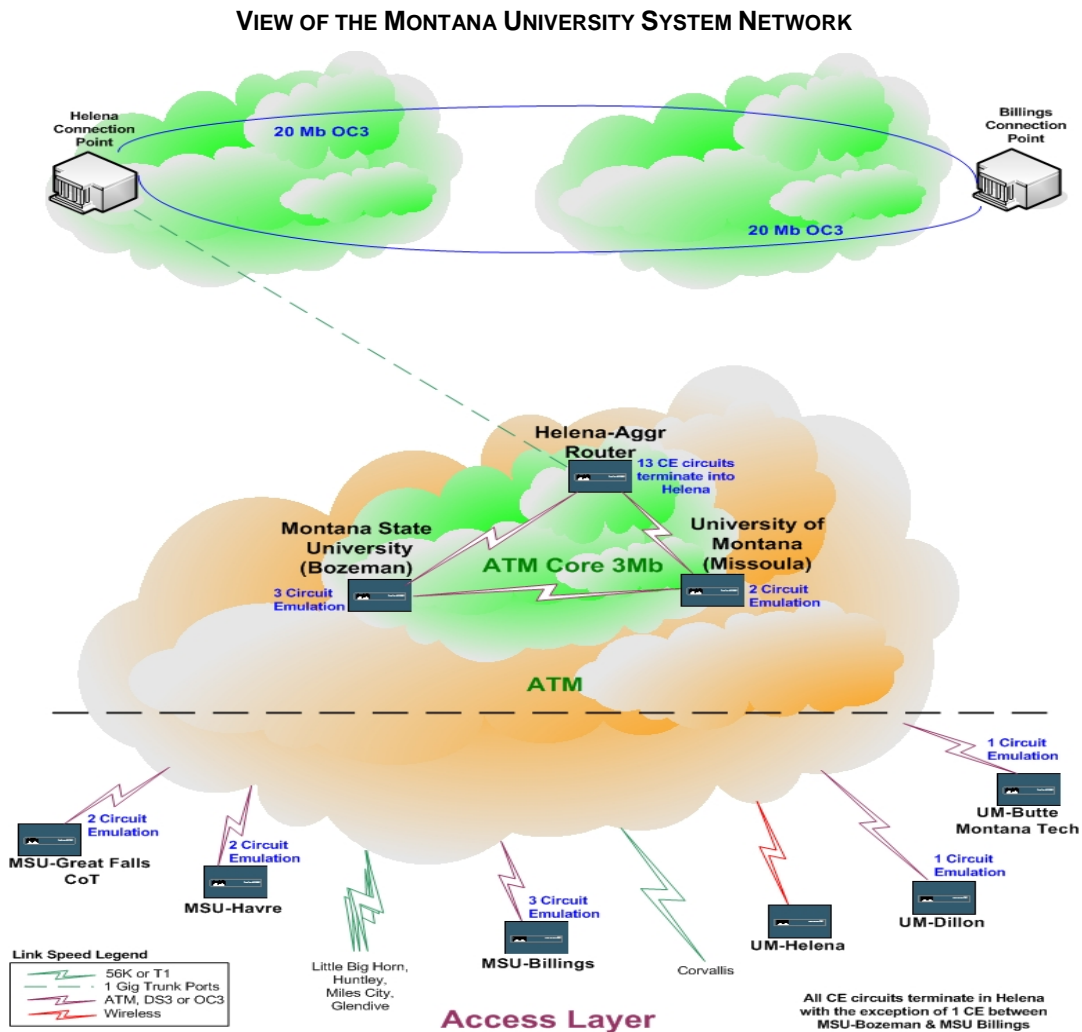 VIEW OF THE MONTANA UNIVERSITY SYSTEM NETWORK
Helena
Connection
Point
20 Mb OC3
Billings
Connection
Point
20 Mb OC3
Helena-Aggr
Router
13 CE circuits
terminate into
Helena
Montana State
University
(Bozeman)
3 Circuit
Emulation
University of
Montana
(Missoula)
2 Circuit
Emulation
ATM Core 3Mb
ATM
2 Circuit
Emulation
MSU-Great Falls
CoT
2 Circuit
Emulation
MSU-Havre
Little Big Horn,
Huntley,
Miles City,
Glendive
3 Circuit
Emulation
MSU-Billings
Corvallis
UM-Helena
1 Circuit
Emulation
UM-Dillon
1 Circuit
Emulation
UM-Butte
Montana Tech
Link Speed Legend
56K or T1
1 Gig Trunk Ports
ATM, DS3 or OC3
Wireless
Access Layer
All CE circuits terminate in Helena
with the exception of 1 CE between
MSU-Bozeman & MSU Billings